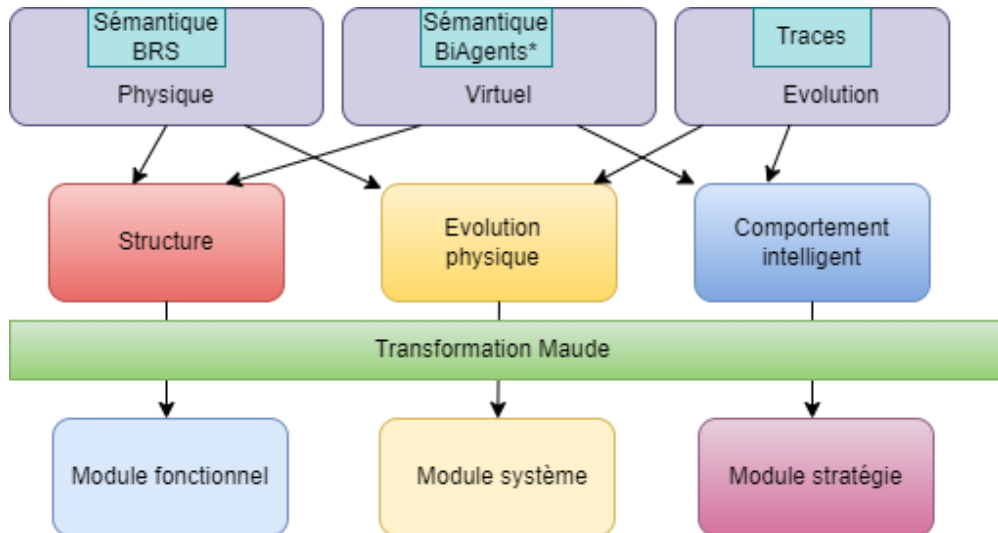 Sémantique
BRS
Physique
Sémantique
BiAgents*
Virtuel
Traces
Evolution
Structure
Evolution
physique
Comportement
intelligent
Transformation Maude
Module fonctionnel
Module système
Module stratégie